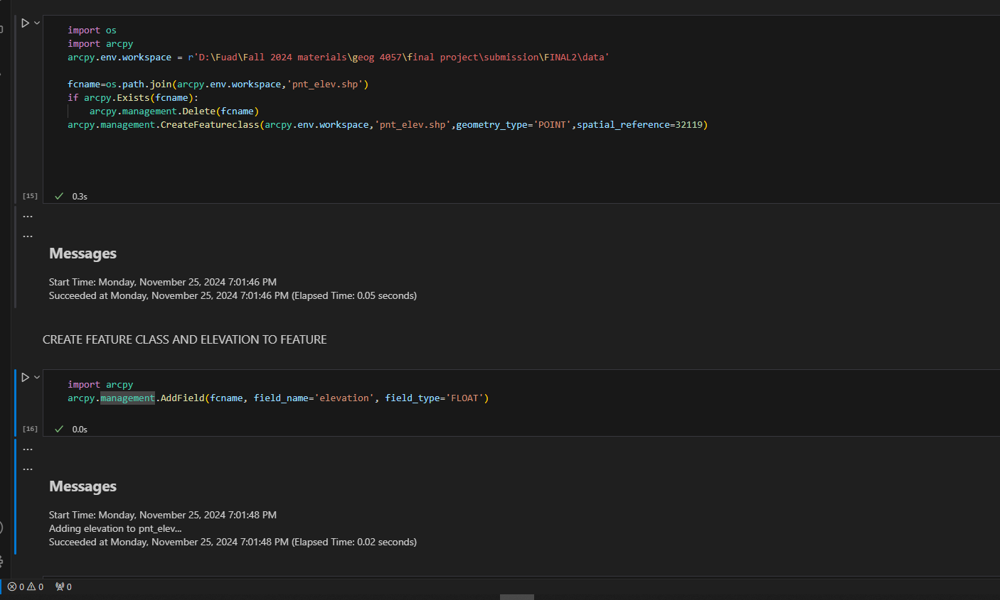 import os
import arcpy
arcpy.env.workspace = r'D:\Fuad\Fall 2024 materials\geog 4057\final project\submission\FINAL2\data'
fcname=os.path.join(arcpy.env.workspace,'pnt_elev.shp')
if arcpy.Exists(fcname):
    arcpy.management.Delete(fcname)
arcpy.management.CreateFeatureclass(arcpy.env.workspace,'pnt_elev.shp',geometry_type='POINT',spatial_reference=32119)
[15] ✓ 0.3s
...
...
Messages
Start Time: Monday, November 25, 2024 7:01:46 PM
Succeeded at Monday, November 25, 2024 7:01:46 PM (Elapsed Time: 0.05 seconds)
CREATE FEATURE CLASS AND ELEVATION TO FEATURE
import arcpy
arcpy.management.AddField(fcname, field_name='elevation', field_type='FLOAT')
[16] ✓ 0.0s
...
...
Messages
Start Time: Monday, November 25, 2024 7:01:48 PM
Adding elevation to pnt_elev...
Succeeded at Monday, November 25, 2024 7:01:48 PM (Elapsed Time: 0.02 seconds)
0 0 0